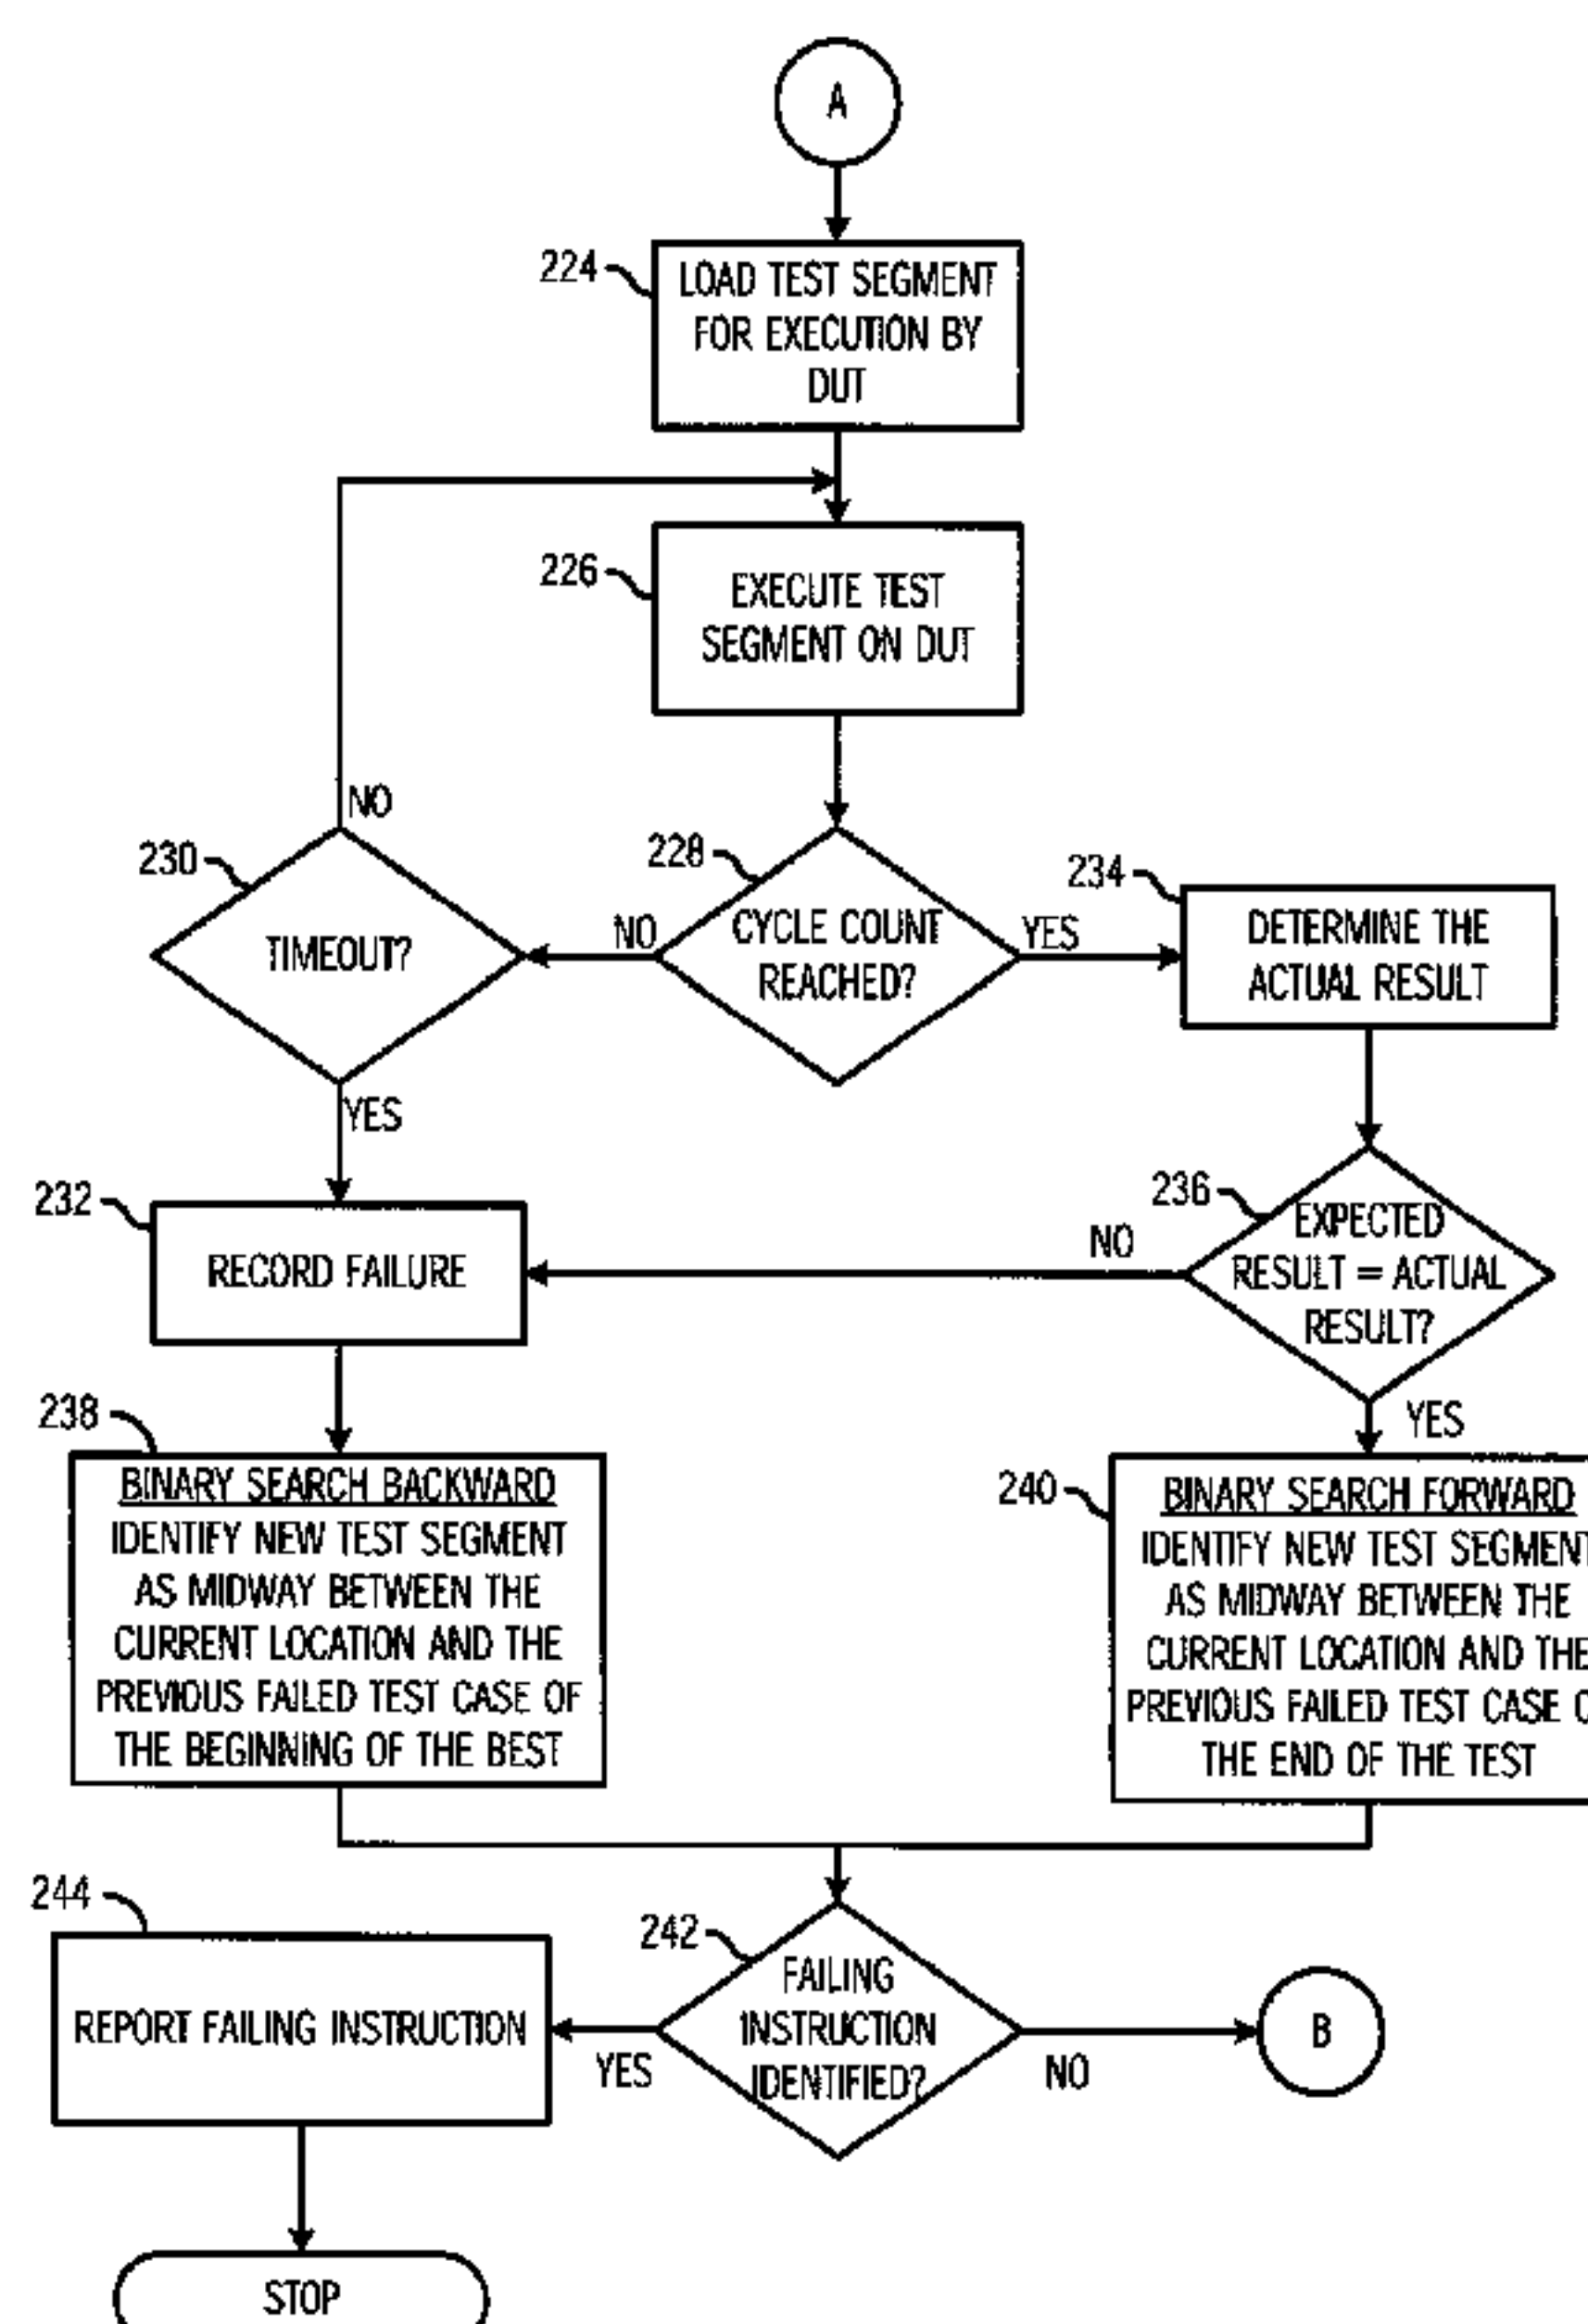 A
224
LOAD TEST SEGMENT
FOR EXECUTION BY
DUT
226
EXECUTE TEST
SEGMENT ON DUT
NO
230
TIMEOUT?
YES
228
CYCLE COUNT
REACHED?
NO
YES
234
DETERMINE THE
ACTUAL RESULT
232
RECORD FAILURE
236
EXPECTED
RESULT = ACTUAL
RESULT?
NO
YES
238
BINARY SEARCH BACKWARD
IDENTIFY NEW TEST SEGMENT
AS MIDWAY BETWEEN THE
CURRENT LOCATION AND THE
PREVIOUS FAILED TEST CASE OF
THE BEGINNING OF THE BEST
240
BINARY SEARCH FORWARD
IDENTIFY NEW TEST SEGMENT
AS MIDWAY BETWEEN THE
CURRENT LOCATION AND THE
PREVIOUS FAILED TEST CASE
THE END OF THE TEST
244
REPORT FAILING INSTRUCTION
242
FAILING
INSTRUCTION
IDENTIFIED?
YES
NO
B
STOP